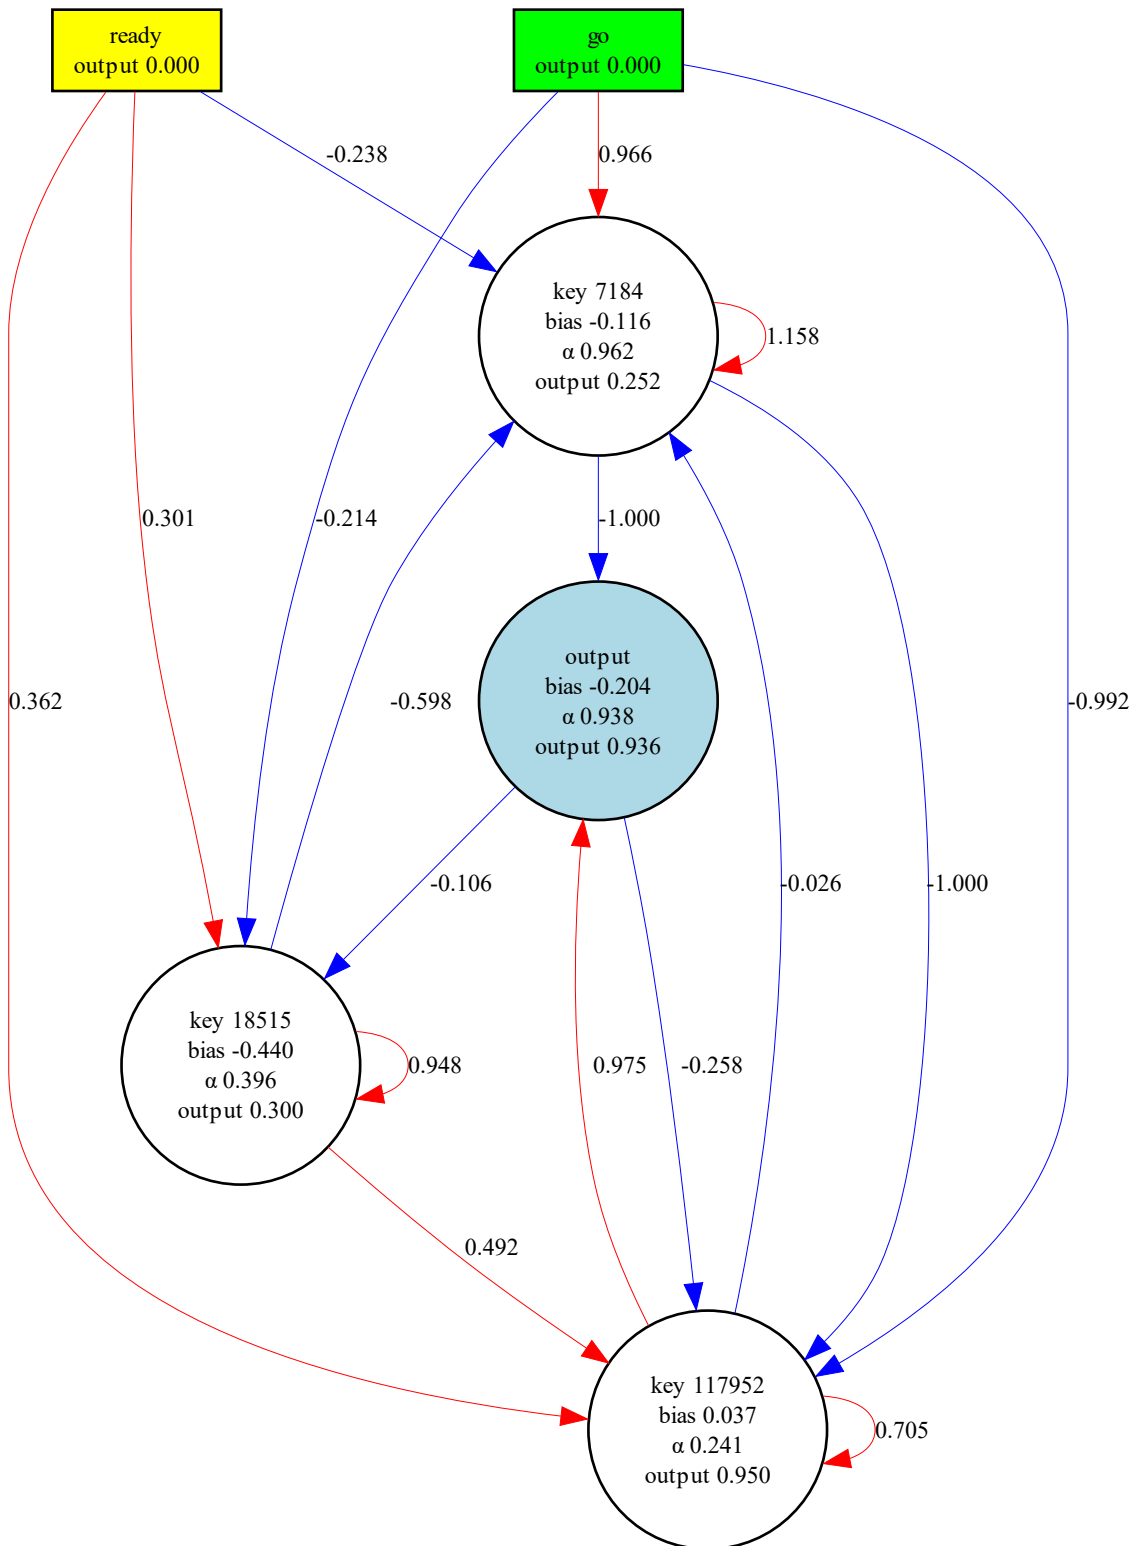 ready
output 0.000
go
output 0.000
-0.238
0.966
key 7184
bias -0.116
α 0.962
output 0.252
1.158
0.301
-0.214
-1.000
output
bias -0.204
α 0.938
output 0.936
0.362
-0.598
-0.992
-0.106
-0.026
-1.000
key 18515
bias -0.440
α 0.396
output 0.300
0.948
0.975
-0.258
0.492
key 117952
bias 0.037
α 0.241
output 0.950
0.705